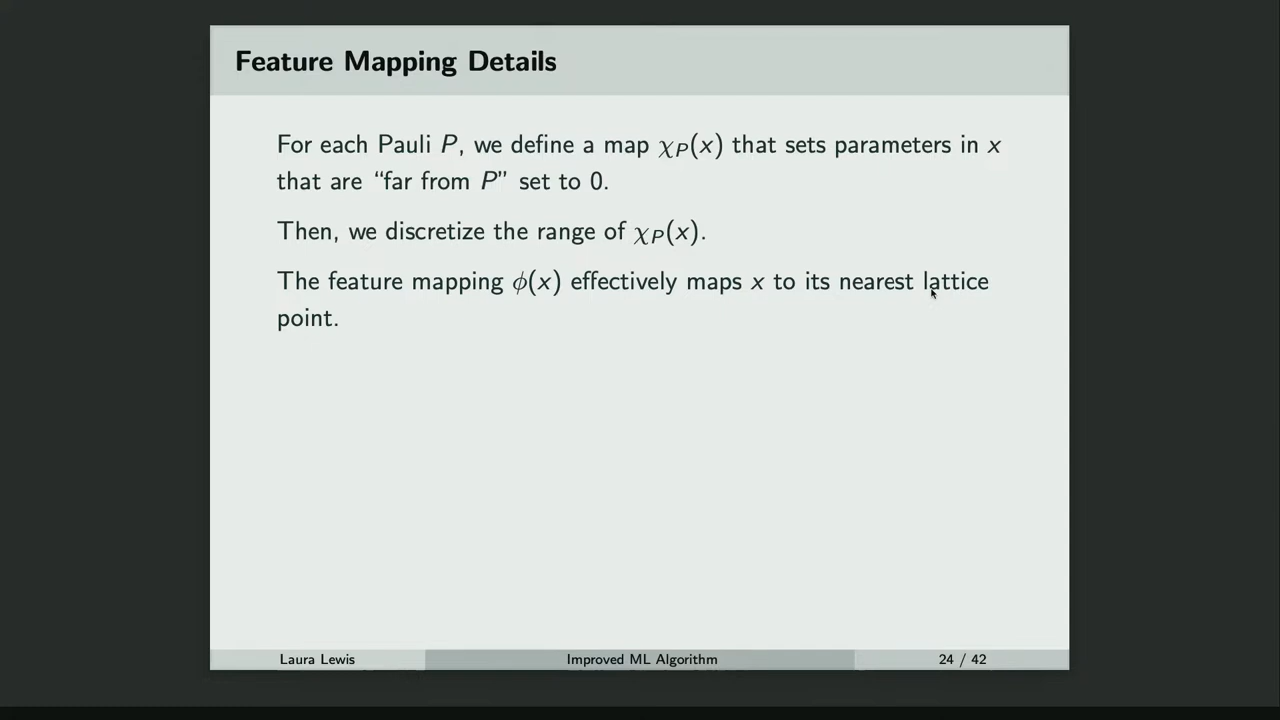 Feature Mapping Details
For each Pauli P, we define a map χP(x) that sets parameters in x
that are “far from P” set to 0.
Then, we discretize the range of χP(x).
The feature mapping ϕ(x) effectively maps x to its nearest lattice
point.
Laura Lewis
Improved ML Algorithm
24 / 42